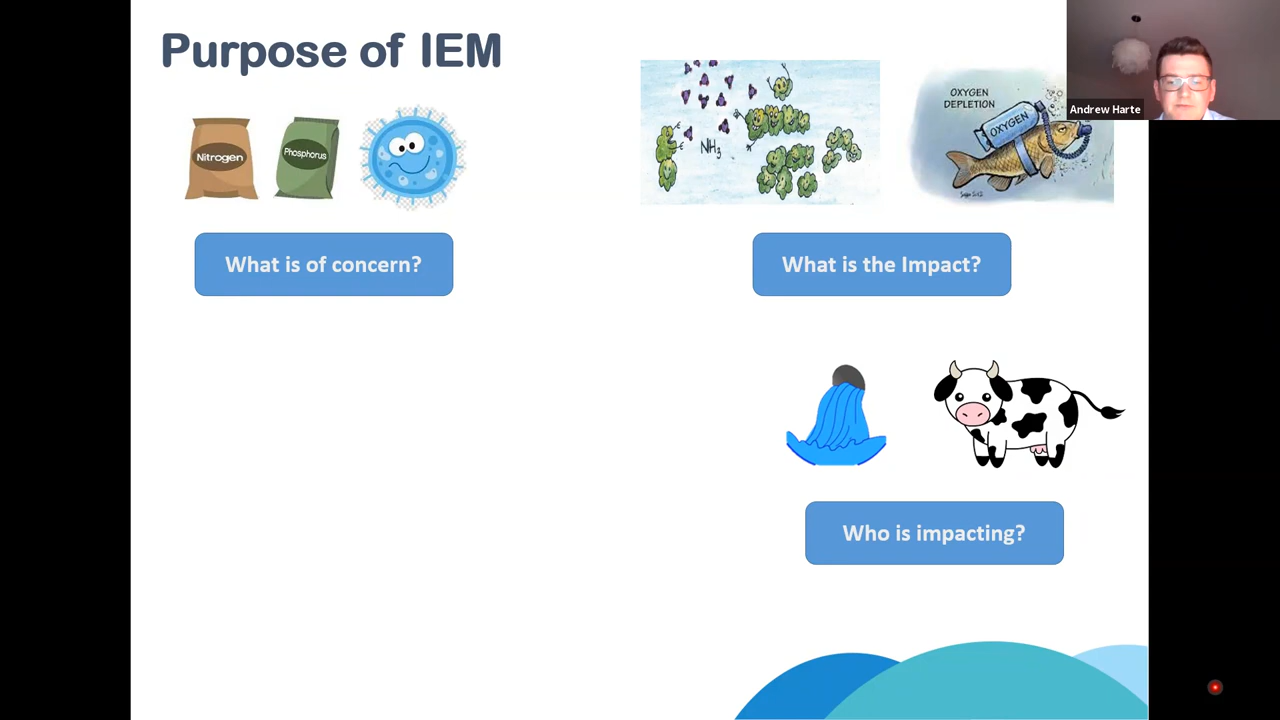 Purpose of IEM
Andrew Harte
OXYGEN
DEPLETION
OXYGEN
Nitrogen
Phosphorus
NH3
What is of concern?
What is the Impact?
Who is impacting?